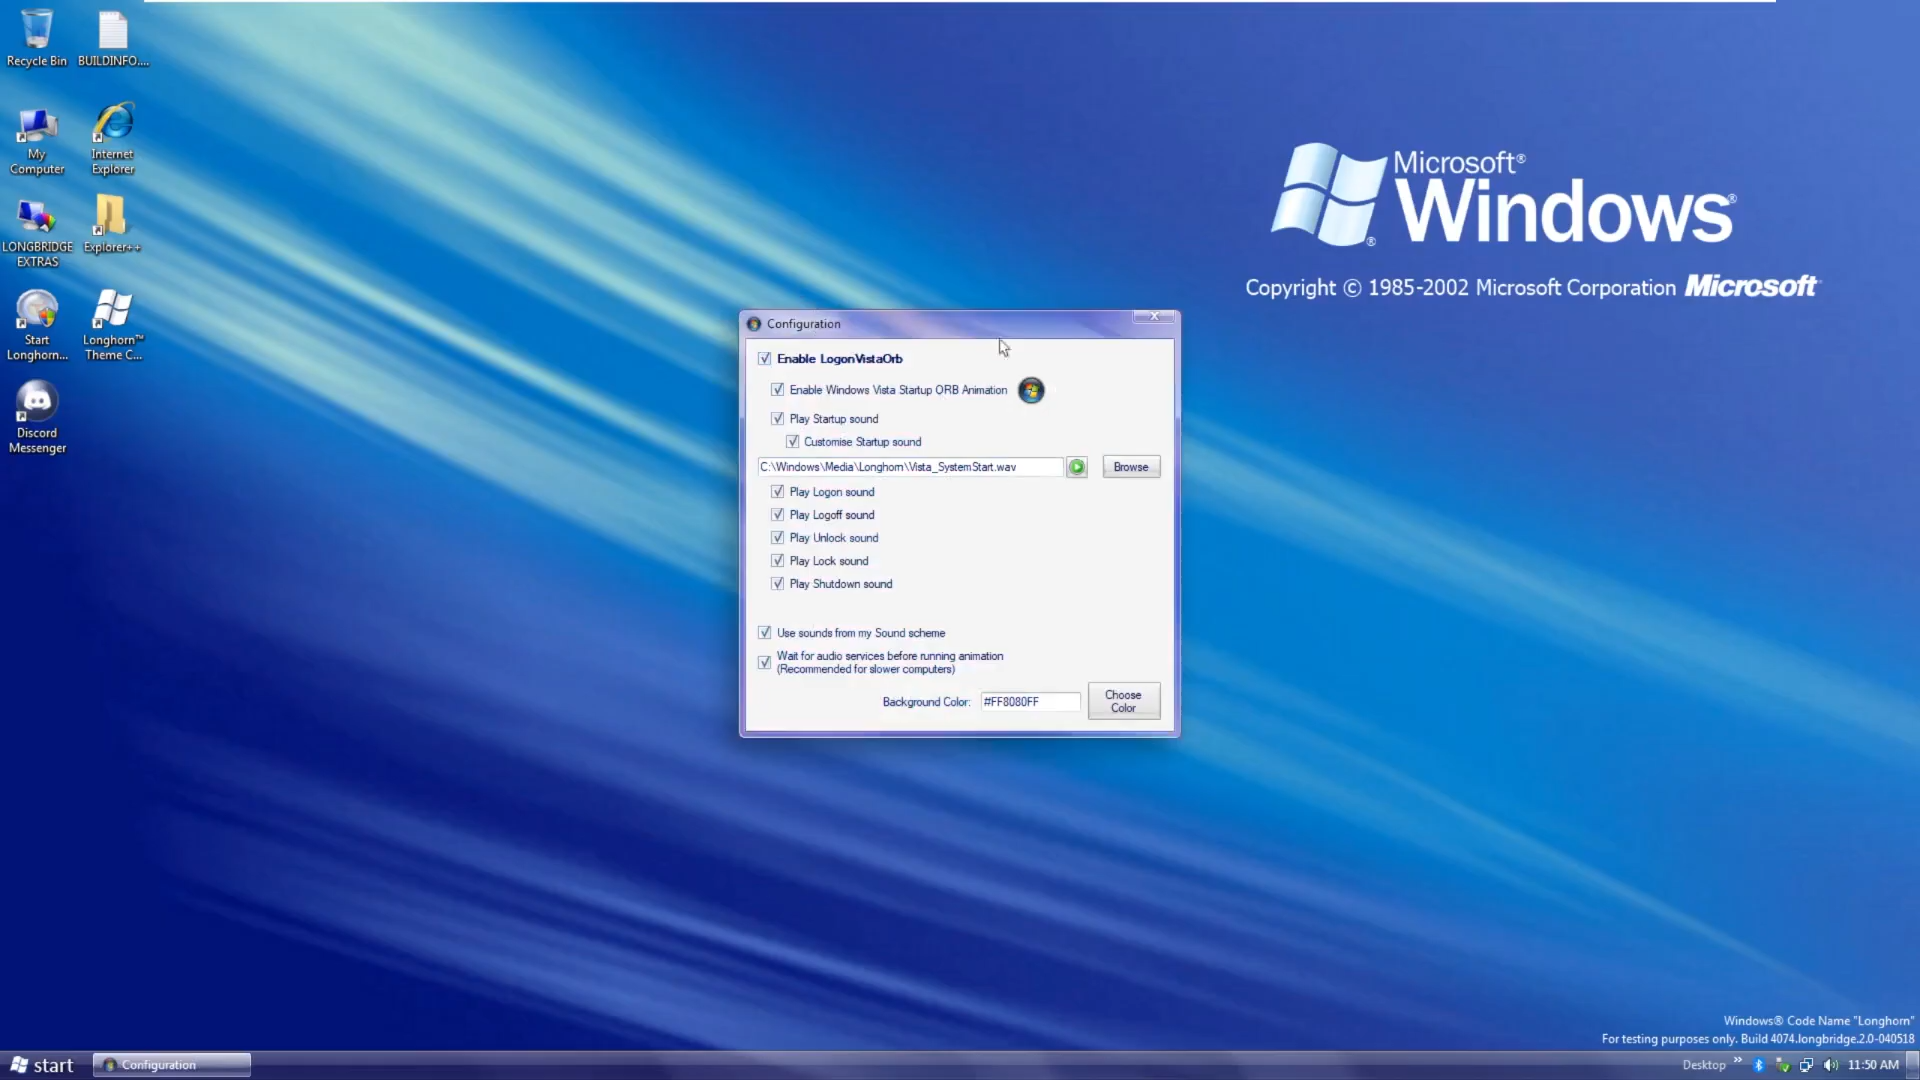 Recycle Bin
BUILDINFO....
My
Computer
Internet
Explorer
LONGBRIDGE
EXTRAS
Explorer++
Start
Longhorn...
Longhorn™
Theme C...
Discord
Messenger
Microsoft®
Windows®
Copyright © 1985-2002 Microsoft Corporation Microsoft
Configuration
X
Enable LogonVistaOrb
Enable Windows Vista Startup ORB Animation
Play Startup sound
Customise Startup sound
C:\Windows\Media\Longhorn\Vista_SystemStart.wav
Browse
Play Logon sound
Play Logoff sound
Play Unlock sound
Play Lock sound
Play Shutdown sound
Use sounds from my Sound scheme
Wait for audio services before running animation
(Recommended for slower computers)
Background Color: #FF8080FF
Choose
Color
Windows® Code Name "Longhorn"
For testing purposes only. Build 4074.longbridge.2.0-040518
start
Configuration
Desktop »
11:50 AM